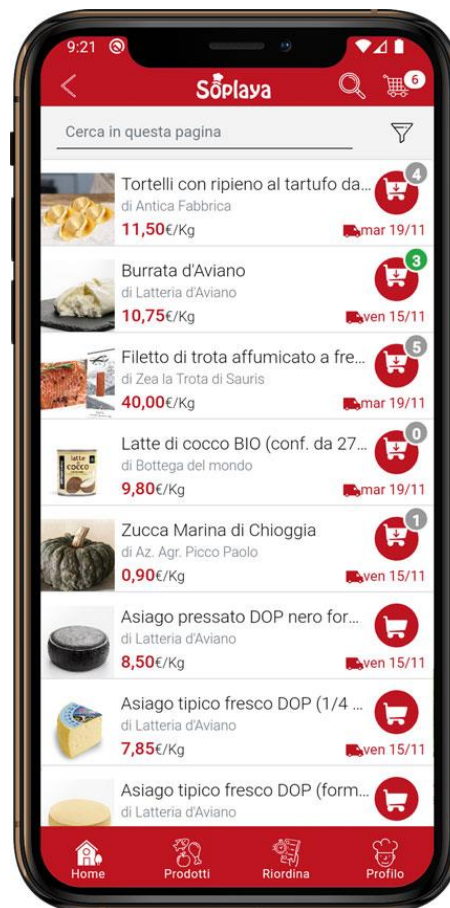 9:21
Soplaya
6
Cerca in questa pagina
Tortelli con ripieno al tartufo da...
4
di Antica Fabbrica
11,50€/Kg
mar 19/11
Burrata d'Aviano
3
di Latteria d'Aviano
10,75€/Kg
ven 15/11
Filetto di trota affumicato a fre...
5
di Zea la Trota di Sauris
40,00€/Kg
mar 19/11
latte
di
cocco
Latte di cocco BIO (conf. da 27...
0
di Bottega del mondo
9,80€/Kg
mar 19/11
Zucca Marina di Chioggia
1
di Az. Agr. Picco Paolo
0,90€/Kg
ven 15/11
Asiago pressato DOP nero for...
di Latteria d'Aviano
8,50€/Kg
ven 15/11
Asiago tipico fresco DOP (1/4 ...
di Latteria d'Aviano
7,85€/Kg
ven 15/11
Asiago tipico fresco DOP (form...
di Latteria d'Aviano
Home
Prodotti
Riordina
Profilo